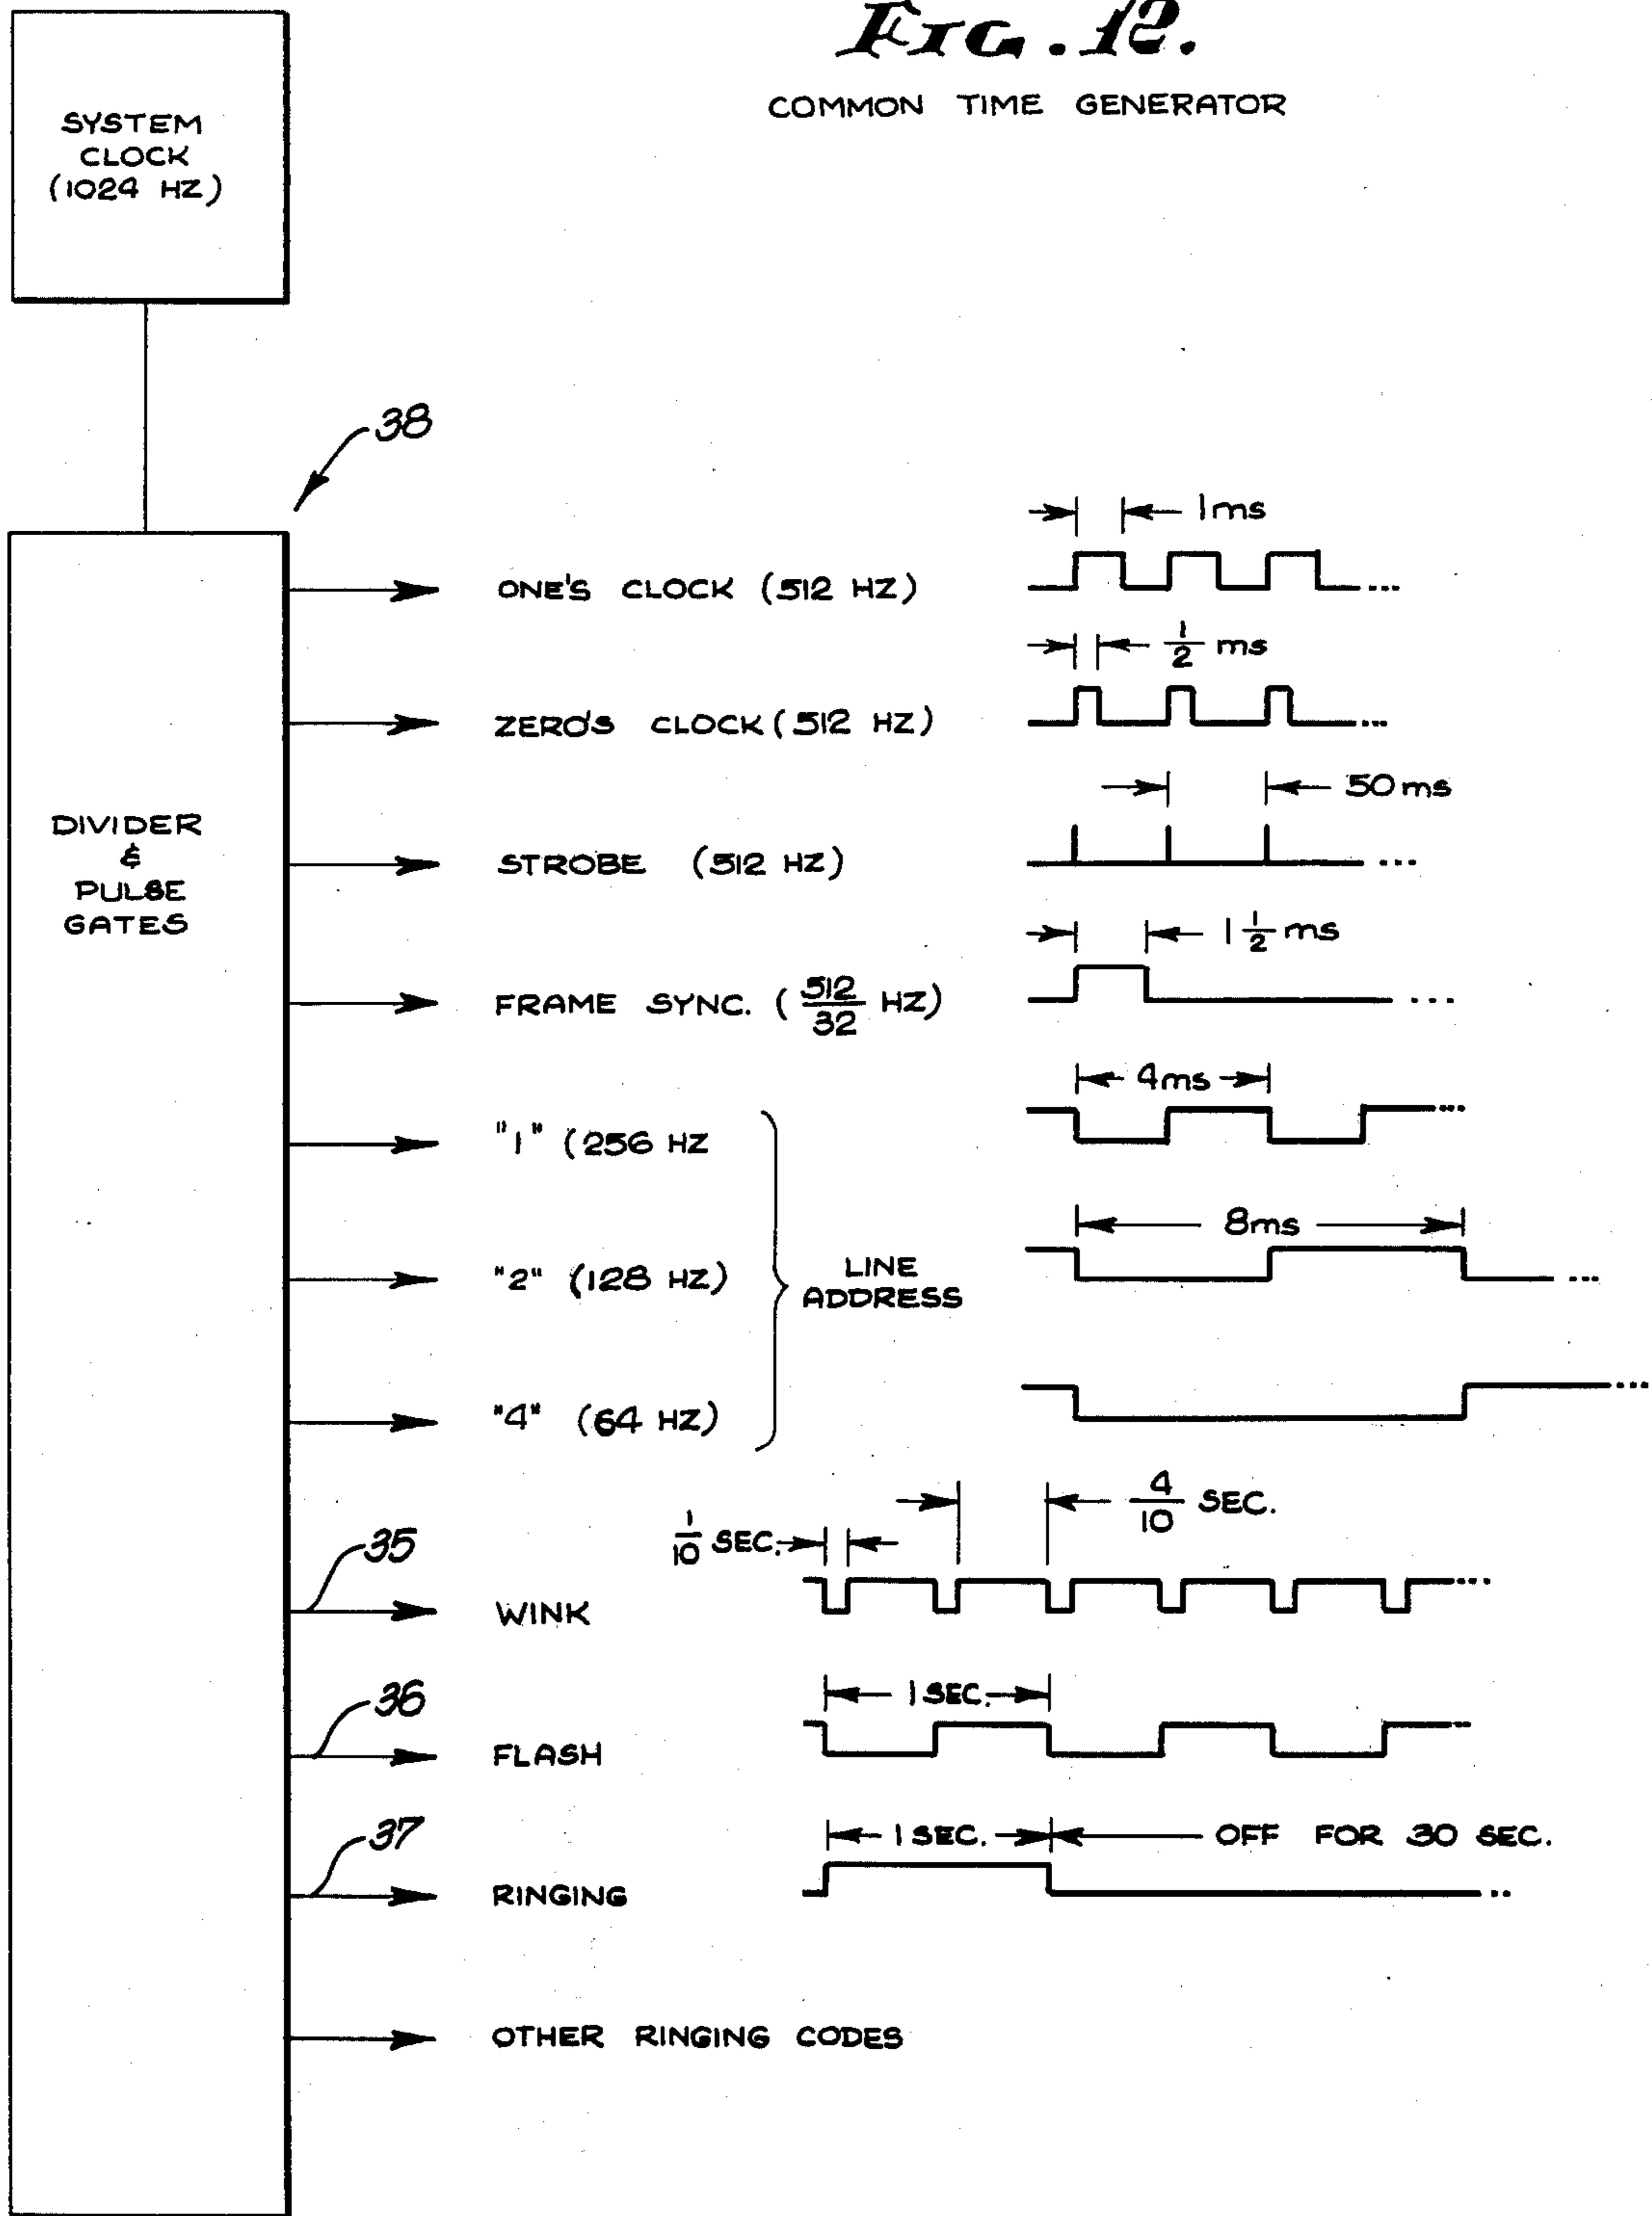 FIG. 12.
COMMON TIME GENERATOR
SYSTEM
CLOCK
(1024 HZ)
38
1ms
ONE'S CLOCK (512 HZ)
1/2 ms
ZERO'S CLOCK (512 HZ)
50ms
DIVIDER
&
PULSE
GATES
STROBE (512 HZ)
1 1/2 ms
FRAME SYNC. (512/32 HZ)
4ms
"1" (256 HZ
8ms
"2" (128 HZ)
LINE
ADDRESS
"4" (64 HZ)
4/10 SEC.
1/10 SEC.
35
WINK
1 SEC.
36
FLASH
1 SEC. OFF FOR 30 SEC.
37
RINGING
OTHER RINGING CODES